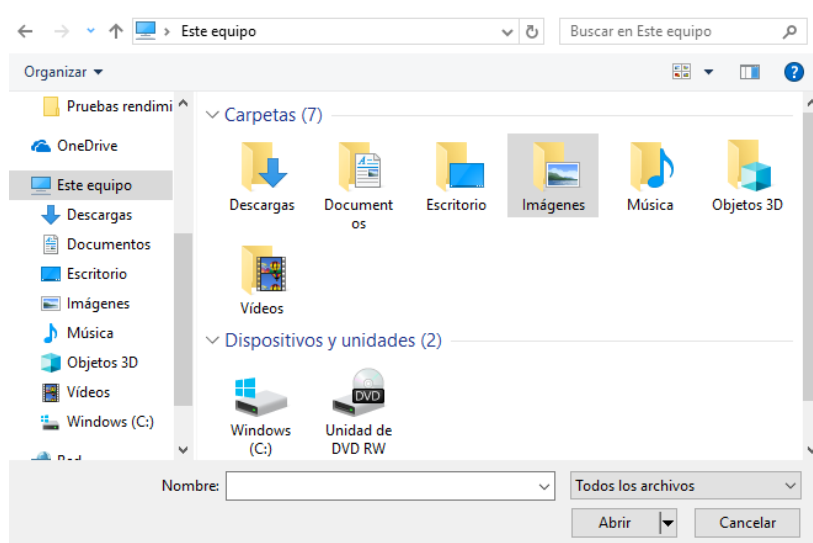 Este equipo
Buscar en Este equipo
Organizar
Pruebas rendimi
OneDrive
Este equipo
Descargas
Documentos
Escritorio
Imágenes
Música
Objetos 3D
Vídeos
Windows (C:)
Carpetas (7)
Descargas
Document
os
Escritorio
Imágenes
Música
Objetos 3D
Vídeos
Dispositivos y unidades (2)
Windows
(C:)
DVD
Unidad de
DVD RW
Nombre:
Todos los archivos
Abrir
Cancelar